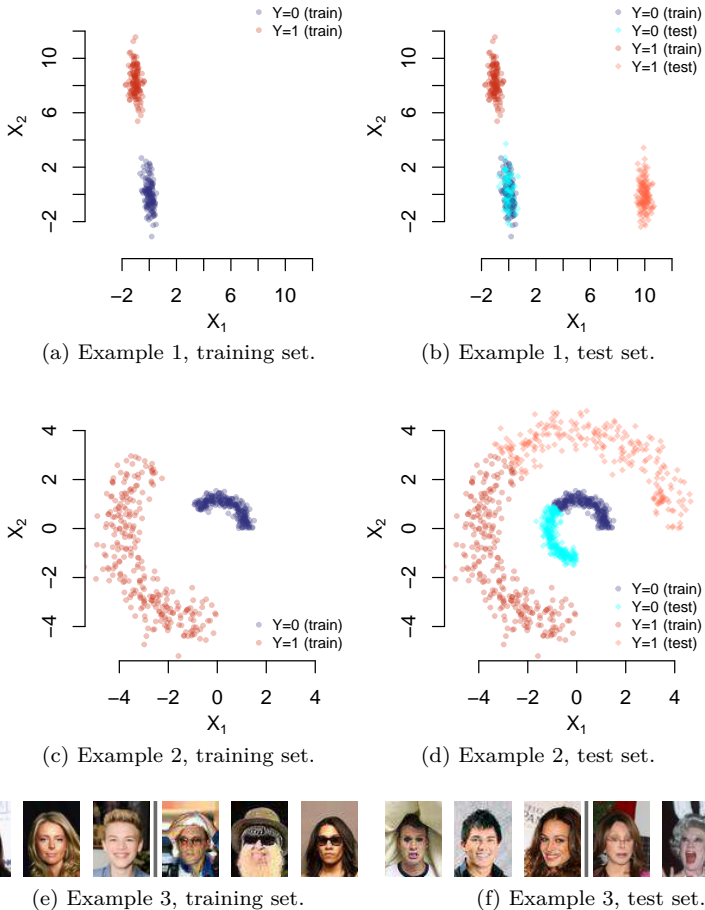 Y=0 (train)
Y=1 (train)
10
6
2
−2
X2
−2 2 6 10
X1
(a) Example 1, training set.
Y=0 (train)
Y=0 (test)
Y=1 (train)
Y=1 (test)
10
6
2
−2
X2
−2 2 6 10
X1
(b) Example 1, test set.
4
2
0
−2
−4
X2
Y=0 (train)
Y=1 (train)
−4 −2 0 2 4
X1
(c) Example 2, training set.
4
2
0
−2
−4
X2
Y=0 (train)
Y=0 (test)
Y=1 (train)
Y=1 (test)
−4 −2 0 2 4
X1
(d) Example 2, test set.
(e) Example 3, training set.
(f) Example 3, test set.